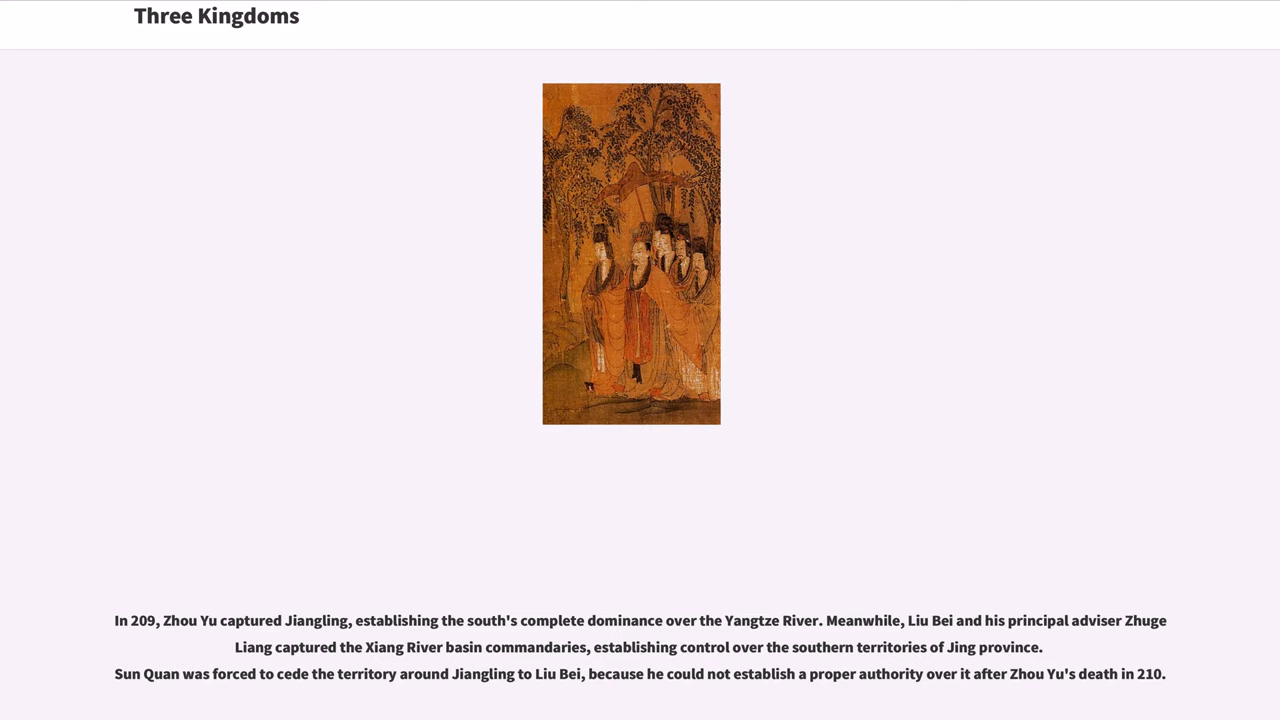 Three Kingdoms
In 209, Zhou Yu captured Jiangling, establishing the south's complete dominance over the Yangtze River. Meanwhile, Liu Bei and his principal adviser Zhuge
Liang captured the Xiang River basin commandaries, establishing control over the southern territories of Jing province.
Sun Quan was forced to cede the territory around Jiangling to Liu Bei, because he could not establish a proper authority over it after Zhou Yu's death in 210.